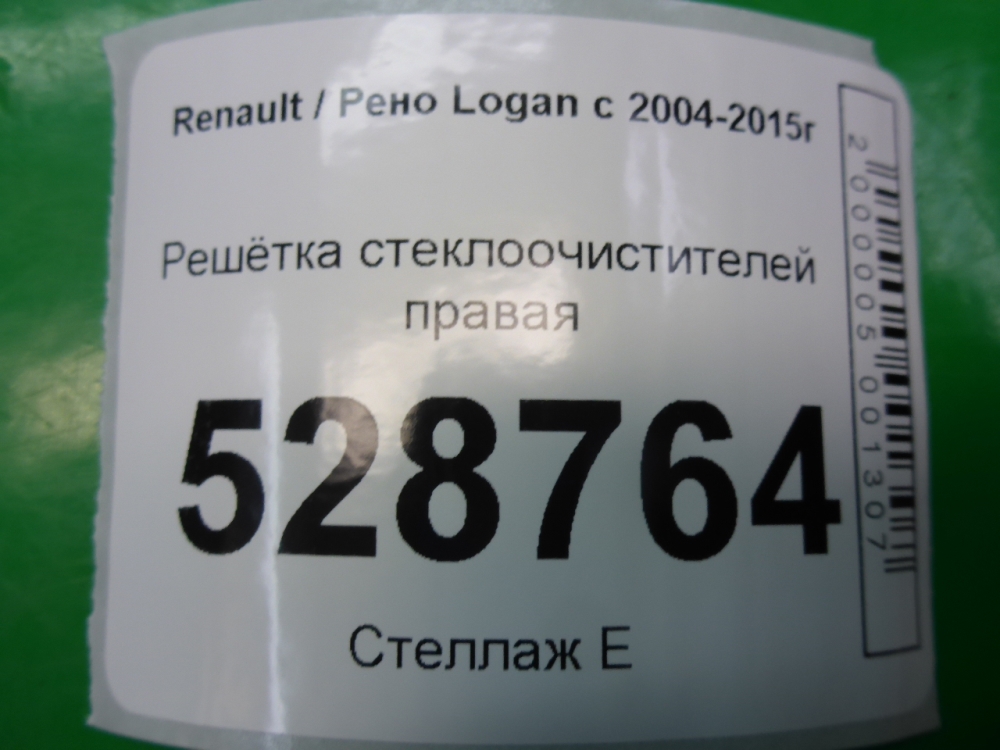 Renault / Рено Logan с 2004-2015г
Решётка стеклоочистителей
правая
528764
Стеллаж Е
2000005001307